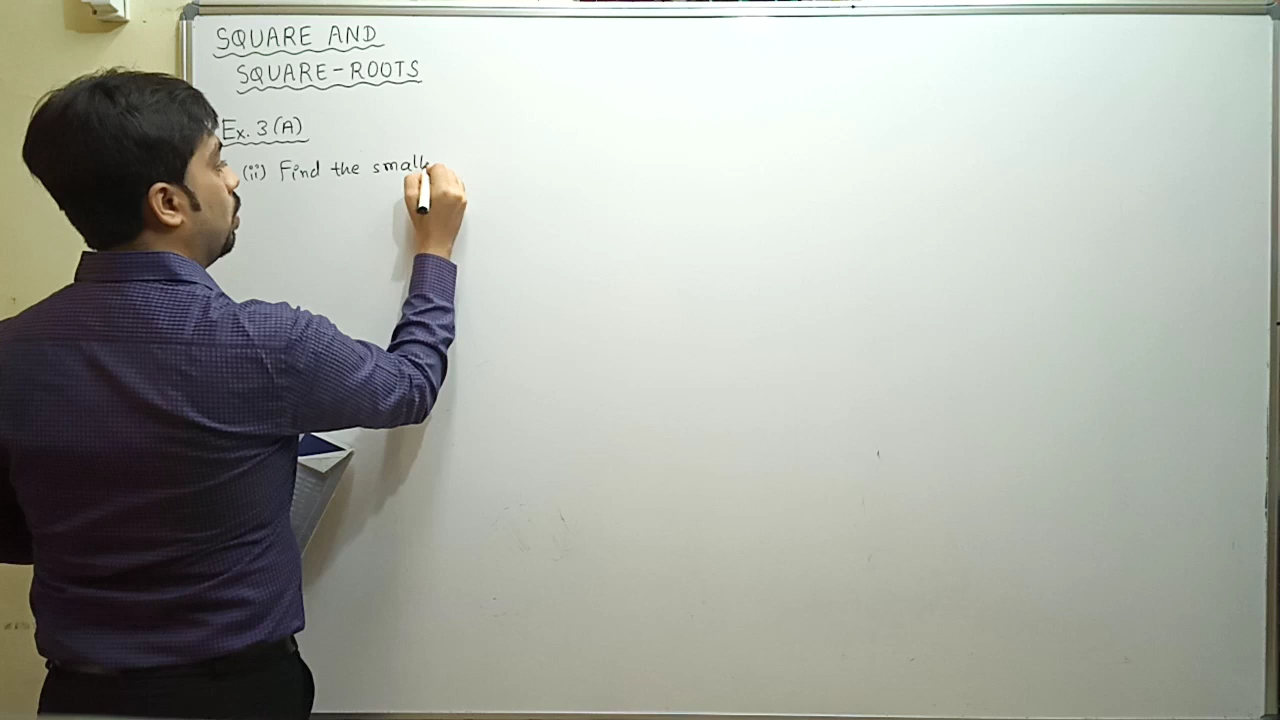 SQUARE AND
SQUARE-ROOTS
Ex. 3(A)
(ii) Find the small